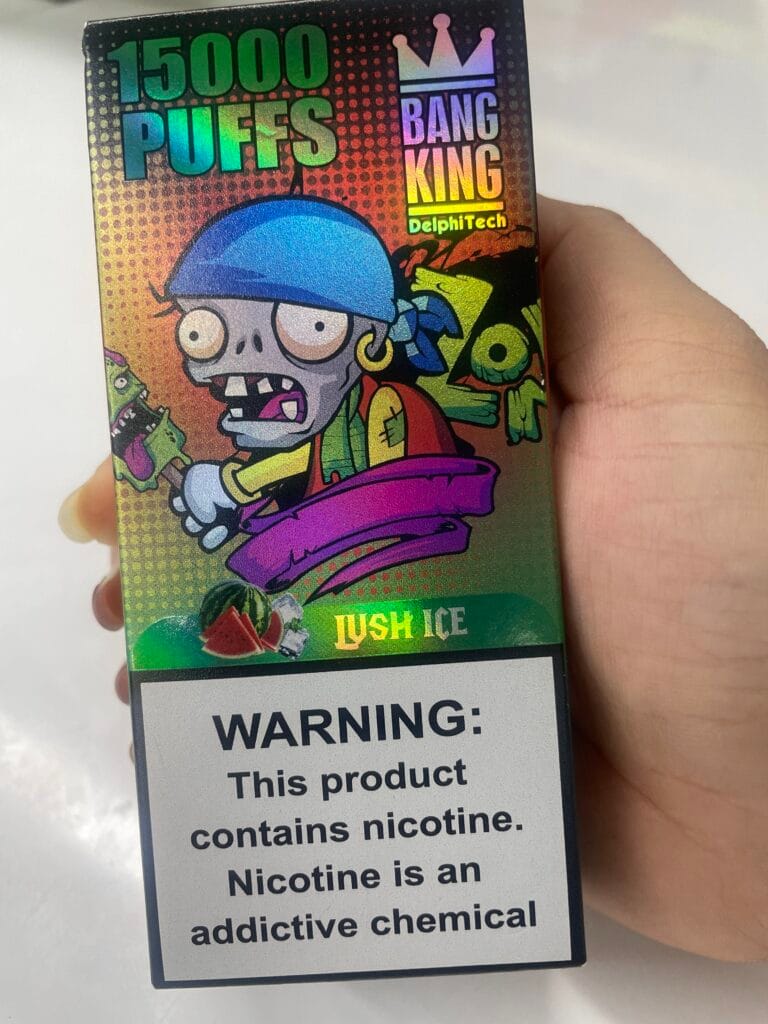 15000
PUFFS
BANG
KING
DelphiTech
LUSH ICE
WARNING:
This product
contains nicotine.
Nicotine is an
addictive chemical